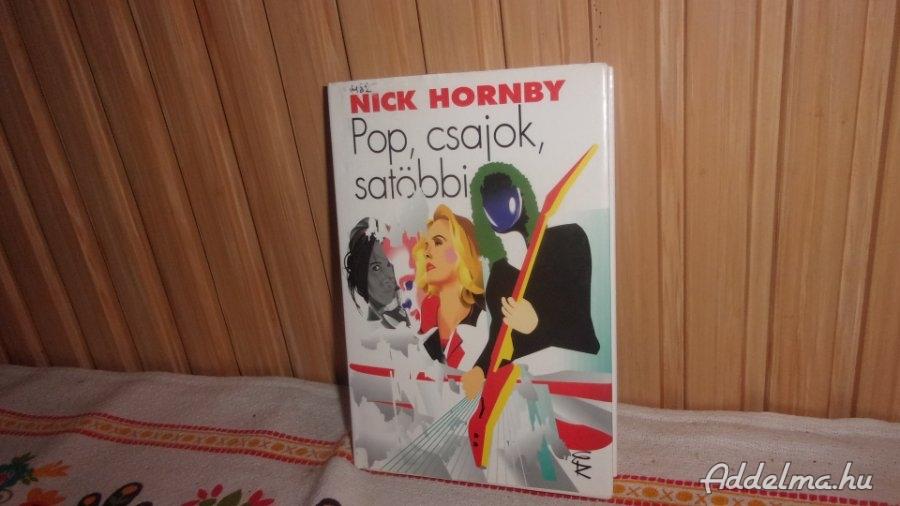 NICK HORNBY
Pop, csajok,
satöbbi
Addelma.hu